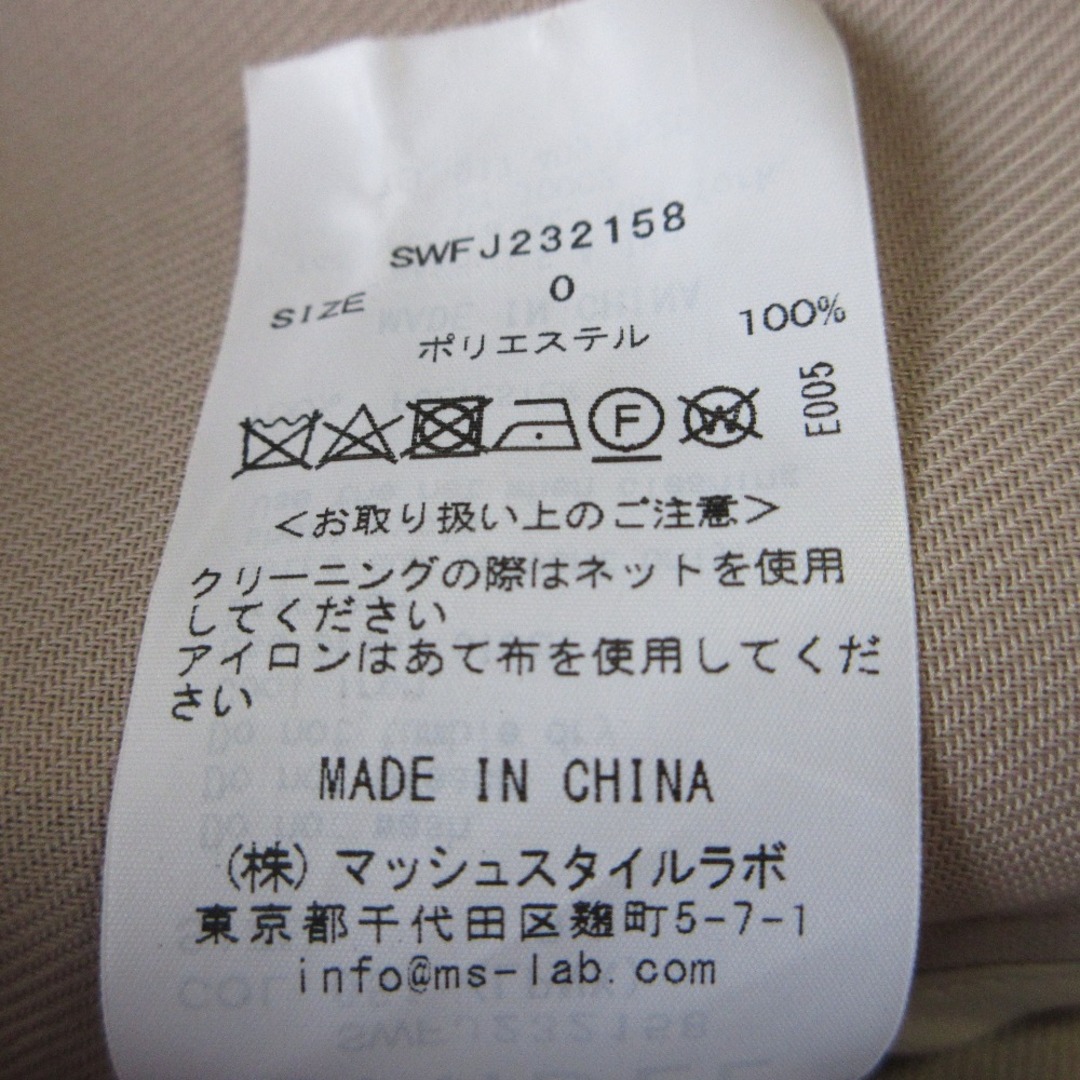 SWFJ232158
SIZE 0
ポリエステル 100%
F W E005
<お取り扱い上のご注意>
クリーニングの際はネットを使用
してください
アイロンはあて布を使用してくだ
さい
MADE IN CHINA
(株)マッシュスタイルラボ
東京都千代田区麹町5-7-1
info@ms-lab.com